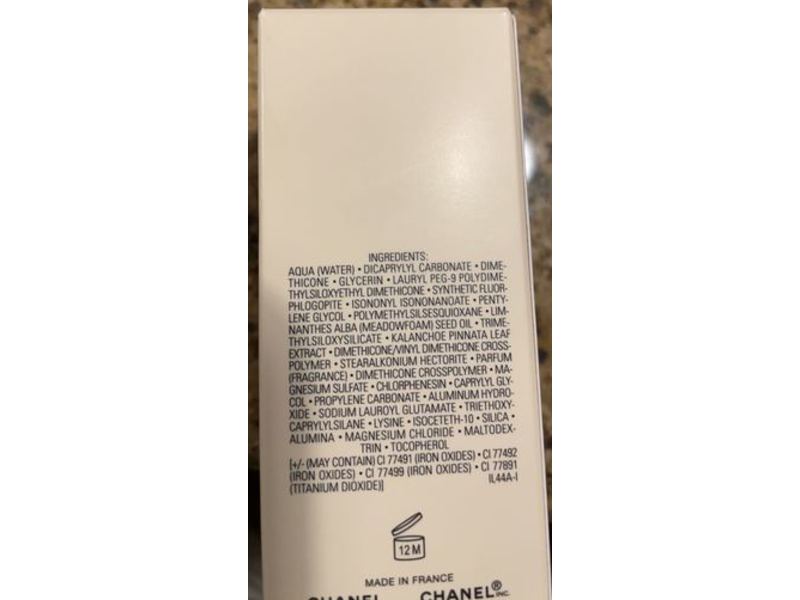 INGREDIENTS:
AQUA (WATER) • DICAPRYLYL CARBONATE • DIME-
THICONE • GLYCERIN • LAURYL PEG-9 POLYDIME-
THYLSILOXYETHYL DIMETHICONE • SYNTHETIC FLUOR-
PHLOGOPITE • ISONONYL ISONONANOATE • PENTY-
LENE GLYCOL • POLYMETHYLSILSESQUIOXANE • LIM-
NANTHES ALBA (MEADOWFOAM) SEED OIL • TRIME-
THYLSILOXYSILICATE • KALANCHOE PINNATA LEAF
EXTRACT • DIMETHICONE/VINYL DIMETHICONE CROSS-
POLYMER • STEARALKONIUM HECTORITE • PARFUM
(FRAGRANCE) • DIMETHICONE CROSSPOLYMER • MA-
GNESIUM SULFATE • CHLORPHENESIN • CAPRYLYL GLY-
COL • PROPYLENE CARBONATE • ALUMINUM HYDRO-
XIDE • SODIUM LAUROYL GLUTAMATE • TRIETHOXY-
CAPRYLYLSILANE • LYSINE • ISOCETETH-10 • SILICA •
ALUMINA • MAGNESIUM CHLORIDE • MALTODEX-
TRIN • TOCOPHEROL
[+/- (MAY CONTAIN) CI 77491 (IRON OXIDES) • CI 77492
(IRON OXIDES) • CI 77499 (IRON OXIDES) • CI 77891
(TITANIUM DIOXIDE)] IL44A-I
12 M
MADE IN FRANCE
CHANEL CHANEL® INC.